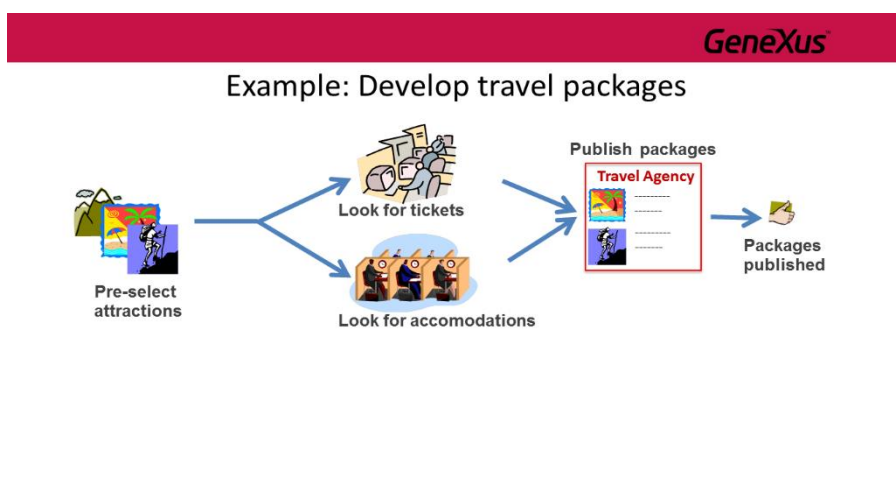 GeneXus
Example: Develop travel packages
Pre-select
attractions
Look for tickets
Look for accomodations
Publish packages
Travel Agency
Packages
published